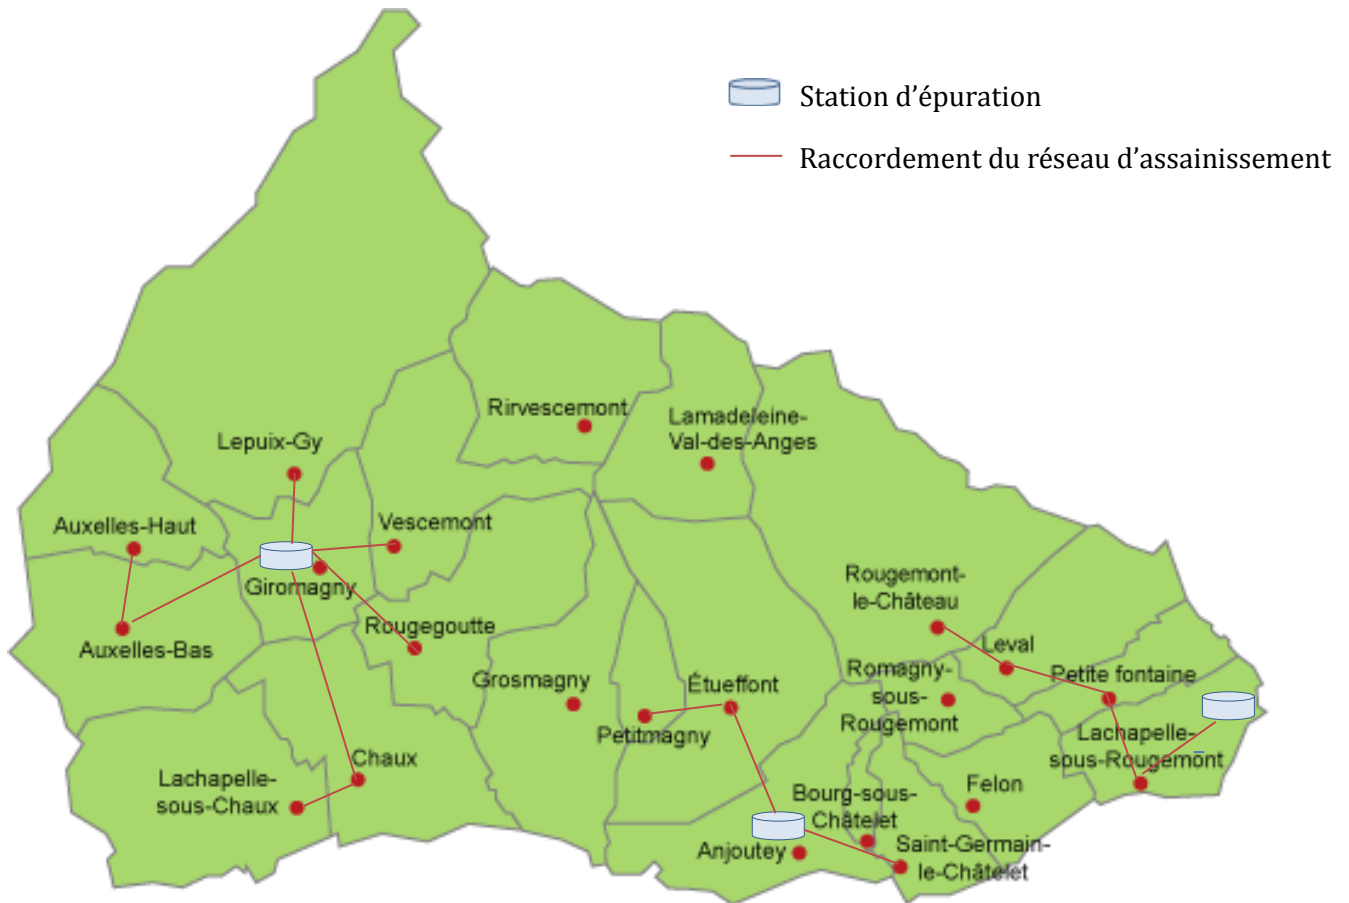 Station d'épuration
Raccordement du réseau d'assainissement
Rirvescemont
Lamadeleine-
Val-des-Anges
Lepuix-Gy
Auxelles-Haut
Vescemont
Giromagny
Auxelles-Bas
Rougegoutte
Rougemont-
le-Château
Leval
Grosmagny
Étueffont
Petitmagny
Romagny-
sous-
Rougemont
Petite fontaine
Lachapelle-
sous-Rougemont
Chaux
Lachapelle-
sous-Chaux
Felon
Bourg-sous-
Châtelet
Anjoutey
Saint-Germain-
le-Châtelet